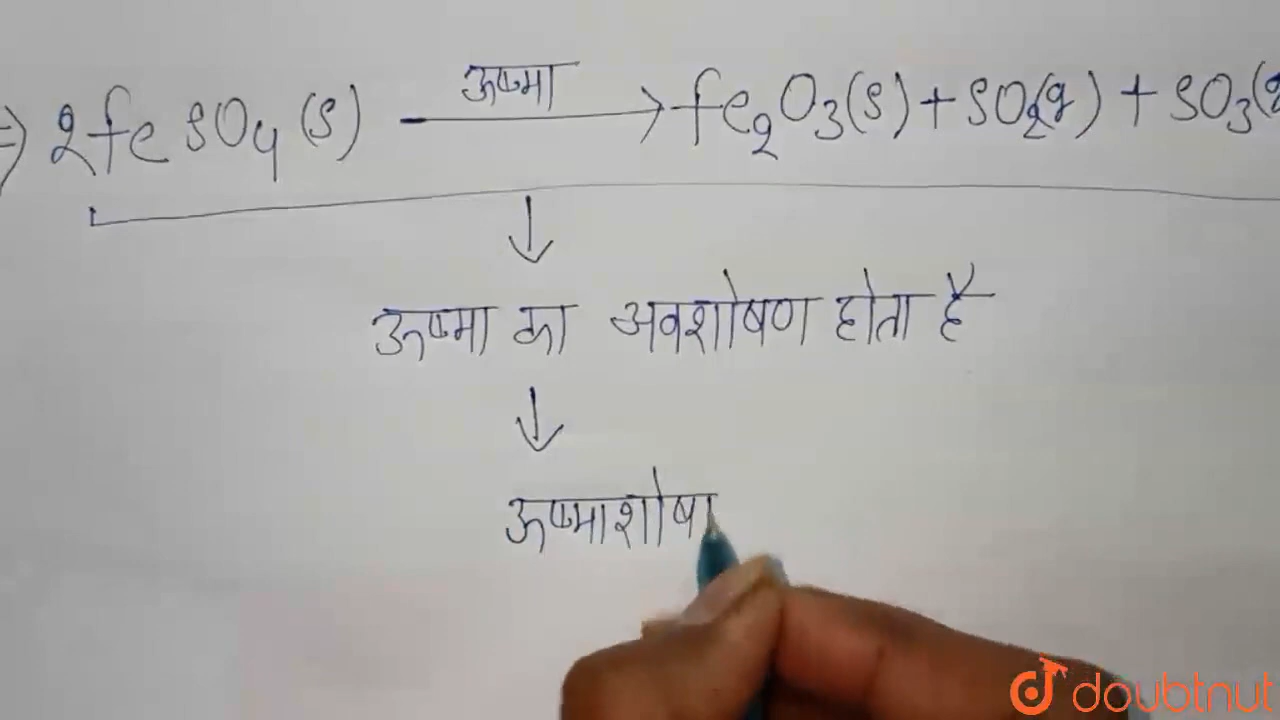 ⇒ 2FeSO4 (s) ऊष्मा → Fe2O3(s) + SO2(g) + SO3(g
↓
ऊष्मा का अवशोषण होता है
↓
ऊष्माशोषा
doubtnut